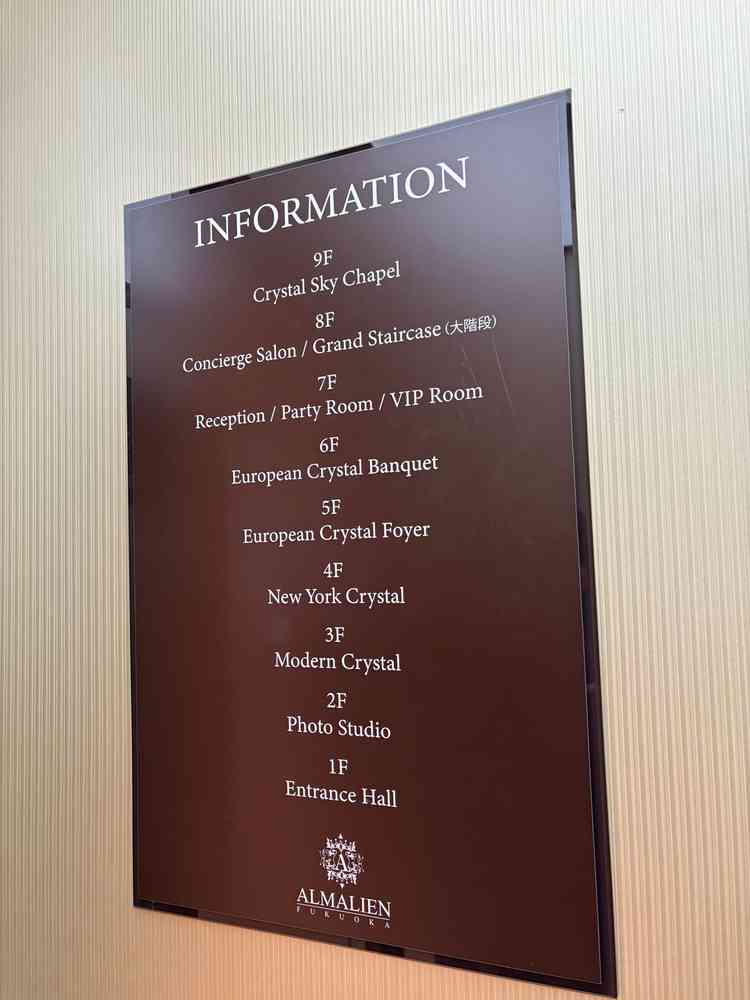 INFORMATION
9F
Crystal Sky Chapel
8F
Concierge Salon / Grand Staircase (大階段)
7F
Reception / Party Room / VIP Room
6F
European Crystal Banquet
5F
European Crystal Foyer
4F
New York Crystal
3F
Modern Crystal
2F
Photo Studio
1F
Entrance Hall
A
ALMALIEN
FUKUOKA